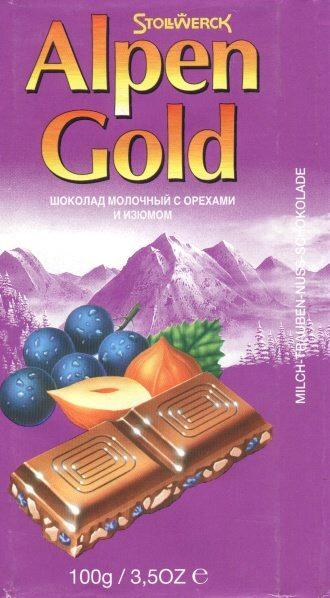 STOLLWERCK
Alpen
Gold
ШОКОЛАД МОЛОЧНЫЙ С ОРЕХАМИ
И ИЗЮМОМ
MILCH-TRAUBEN-NUSS-SCHOKOLADE
100g / 3,5OZ ℮